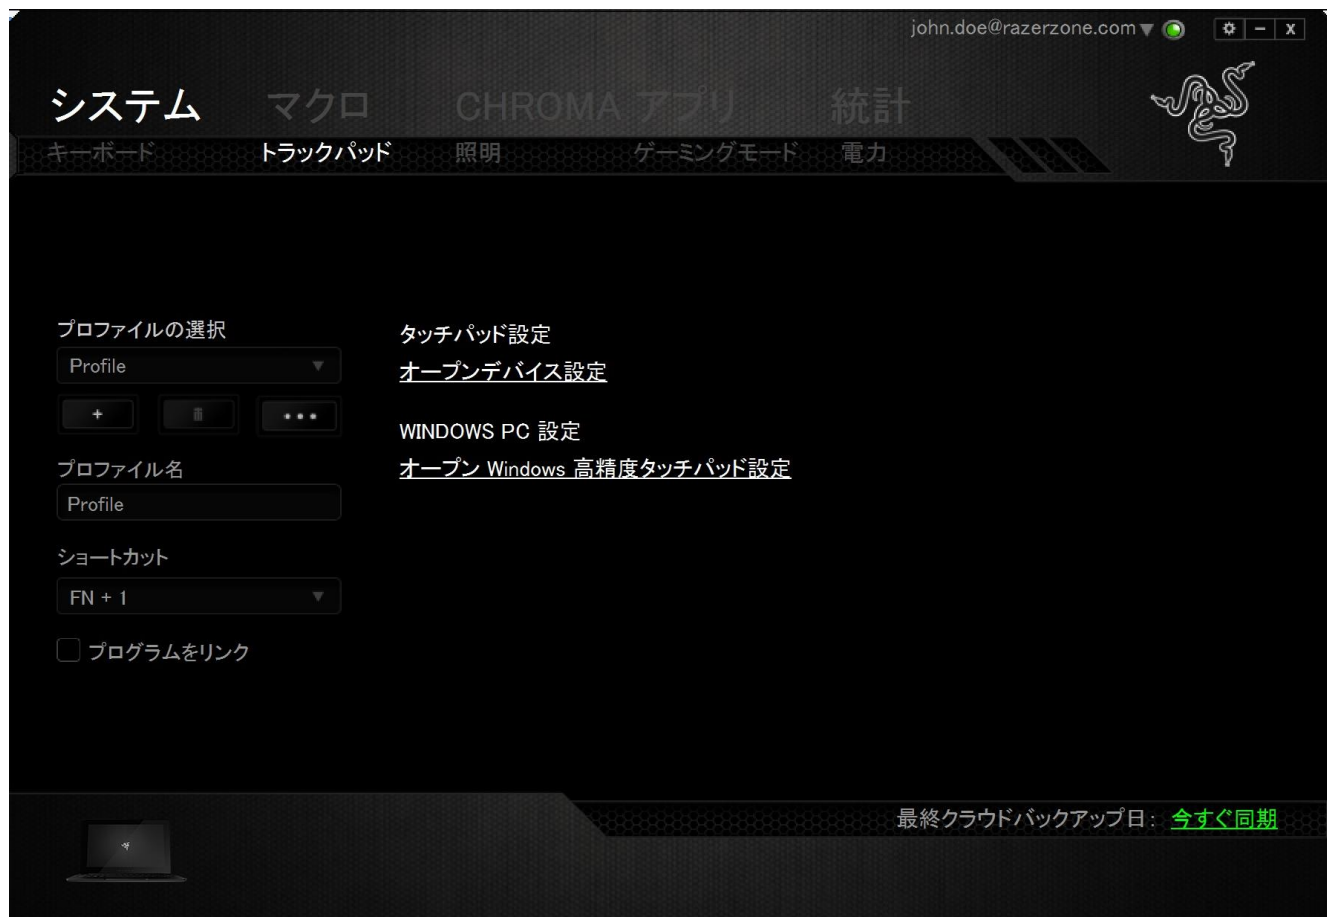 john.doe@razerzone.com
システム マクロ CHROMA アプリ 統計
キーボード トラックパッド 照明 ゲーミングモード 電力
プロファイルの選択
Profile
プロファイル名
Profile
ショートカット
FN + 1
プログラムをリンク
タッチパッド設定
オープンデバイス設定
WINDOWS PC 設定
オープン Windows 高精度タッチパッド設定
最終クラウドバックアップ日: 今すぐ同期